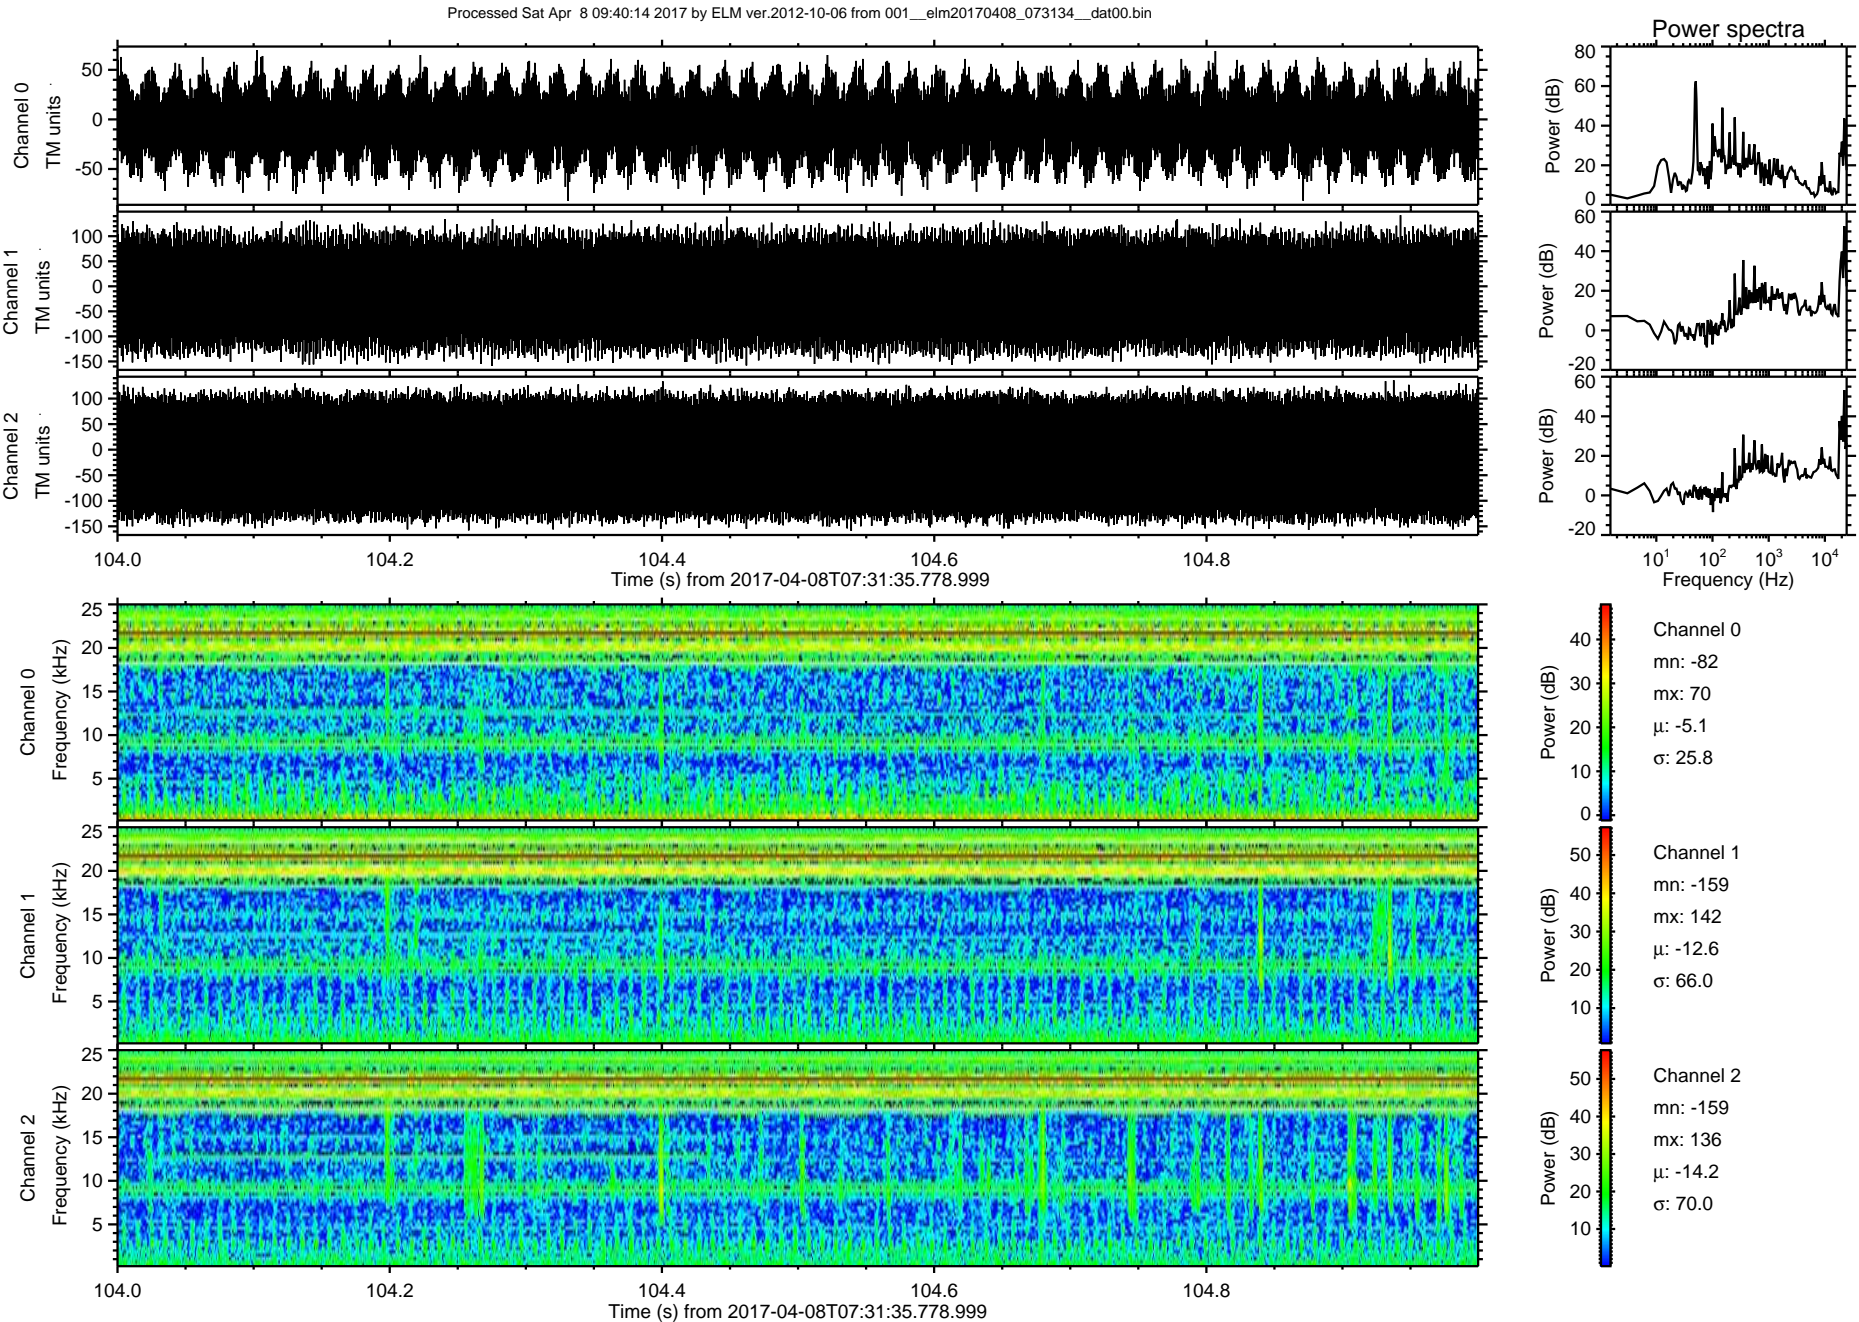 Processed Sat Apr  8 09:40:14 2017 by ELM ver.2012-10-06 from 001__elm20170408_073134__dat00.bin
Power spectra
Channel 0
TM units
50
0
-50
Power (dB)
80
60
40
20
0
Channel 1
TM units
100
50
0
-50
-100
-150
Power (dB)
60
40
20
0
-20
Channel 2
TM units
100
50
0
-50
-100
-150
Power (dB)
60
40
20
0
-20
104.0 104.2 104.4 104.6 104.8
Time (s) from 2017-04-08T07:31:35.778.999
10^1 10^2 10^3 10^4
Frequency (Hz)
Channel 0
Frequency (kHz)
25
20
15
10
5
Power (dB)
40
30
20
10
0
Channel 0
mn: -82
mx: 70
µ: -5.1
σ: 25.8
Channel 1
Frequency (kHz)
25
20
15
10
5
Power (dB)
50
40
30
20
10
Channel 1
mn: -159
mx: 142
µ: -12.6
σ: 66.0
Channel 2
Frequency (kHz)
25
20
15
10
5
Power (dB)
50
40
30
20
10
Channel 2
mn: -159
mx: 136
µ: -14.2
σ: 70.0
104.0 104.2 104.4 104.6 104.8
Time (s) from 2017-04-08T07:31:35.778.999